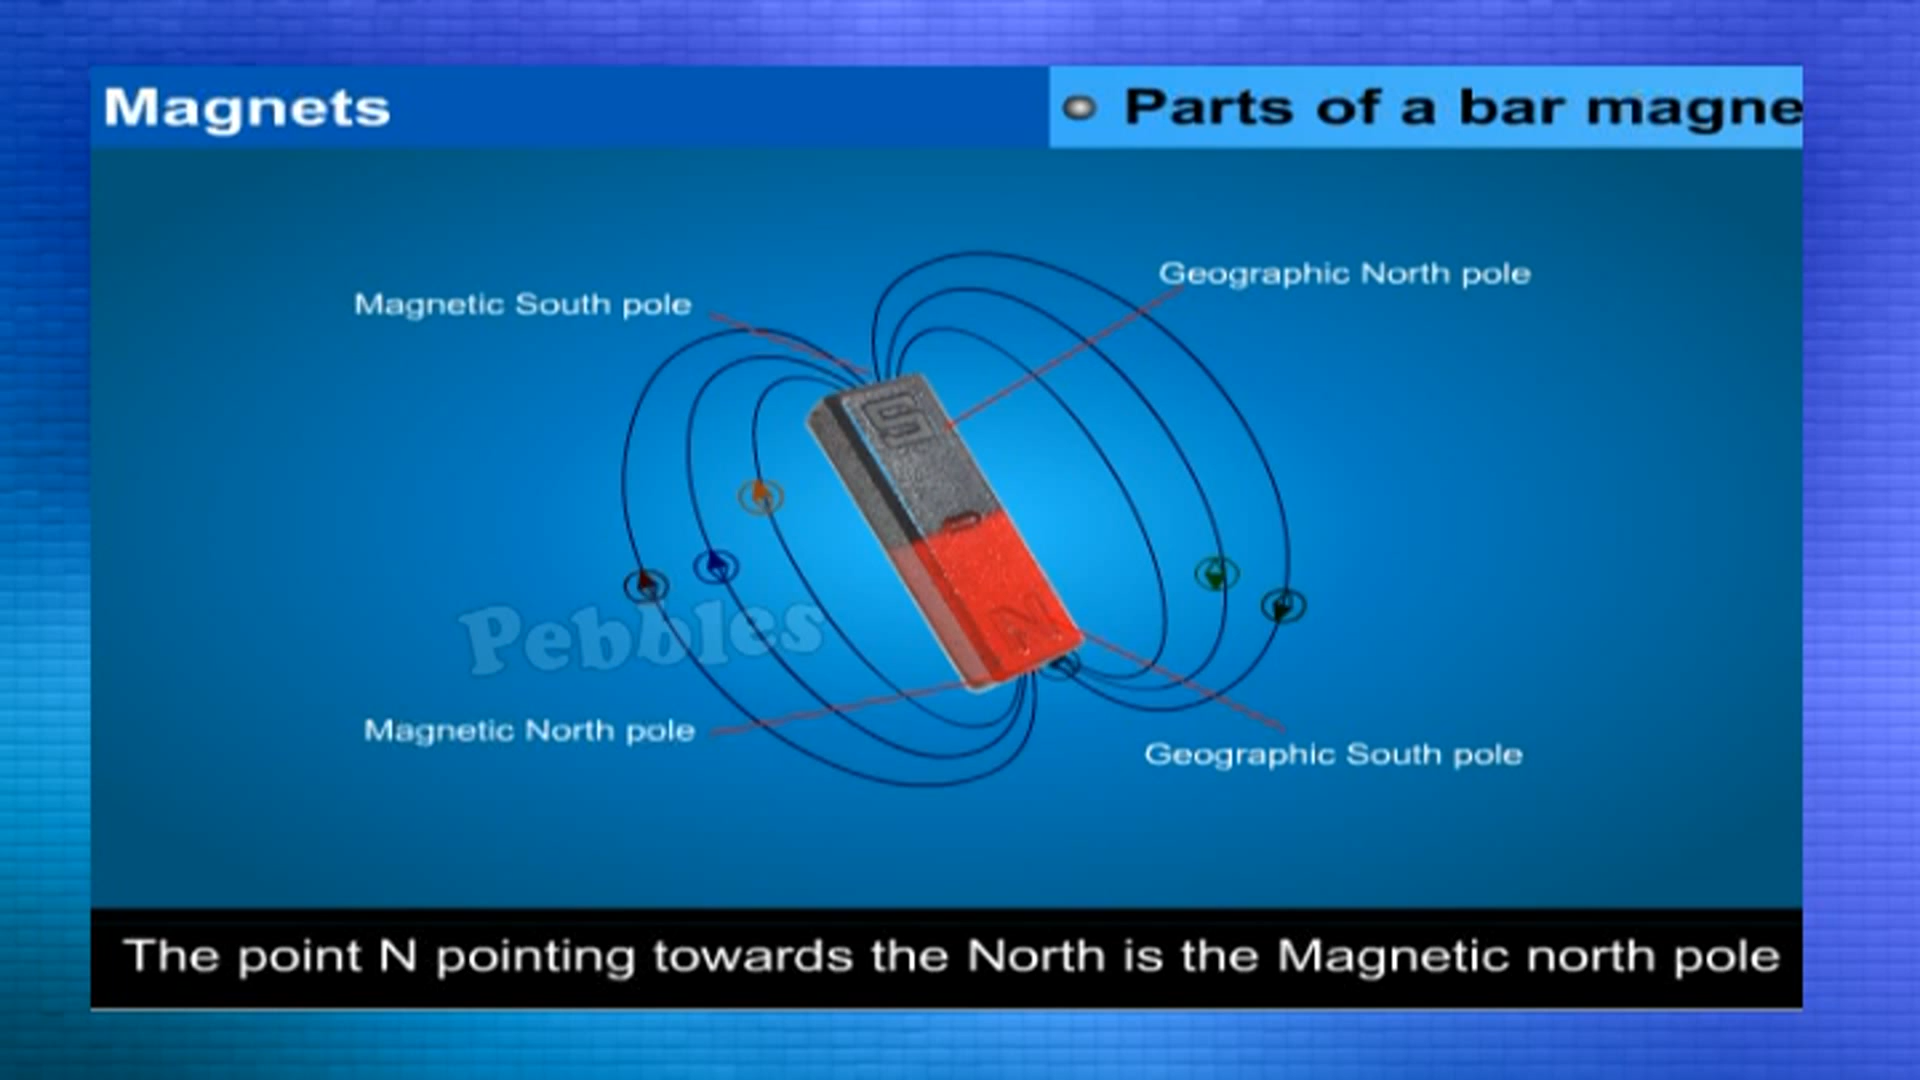 Magnets
Parts of a bar magne
Geographic North pole
Magnetic South pole
S
N
Pebbles
Magnetic North pole
Geographic South pole
The point N pointing towards the North is the Magnetic north pole